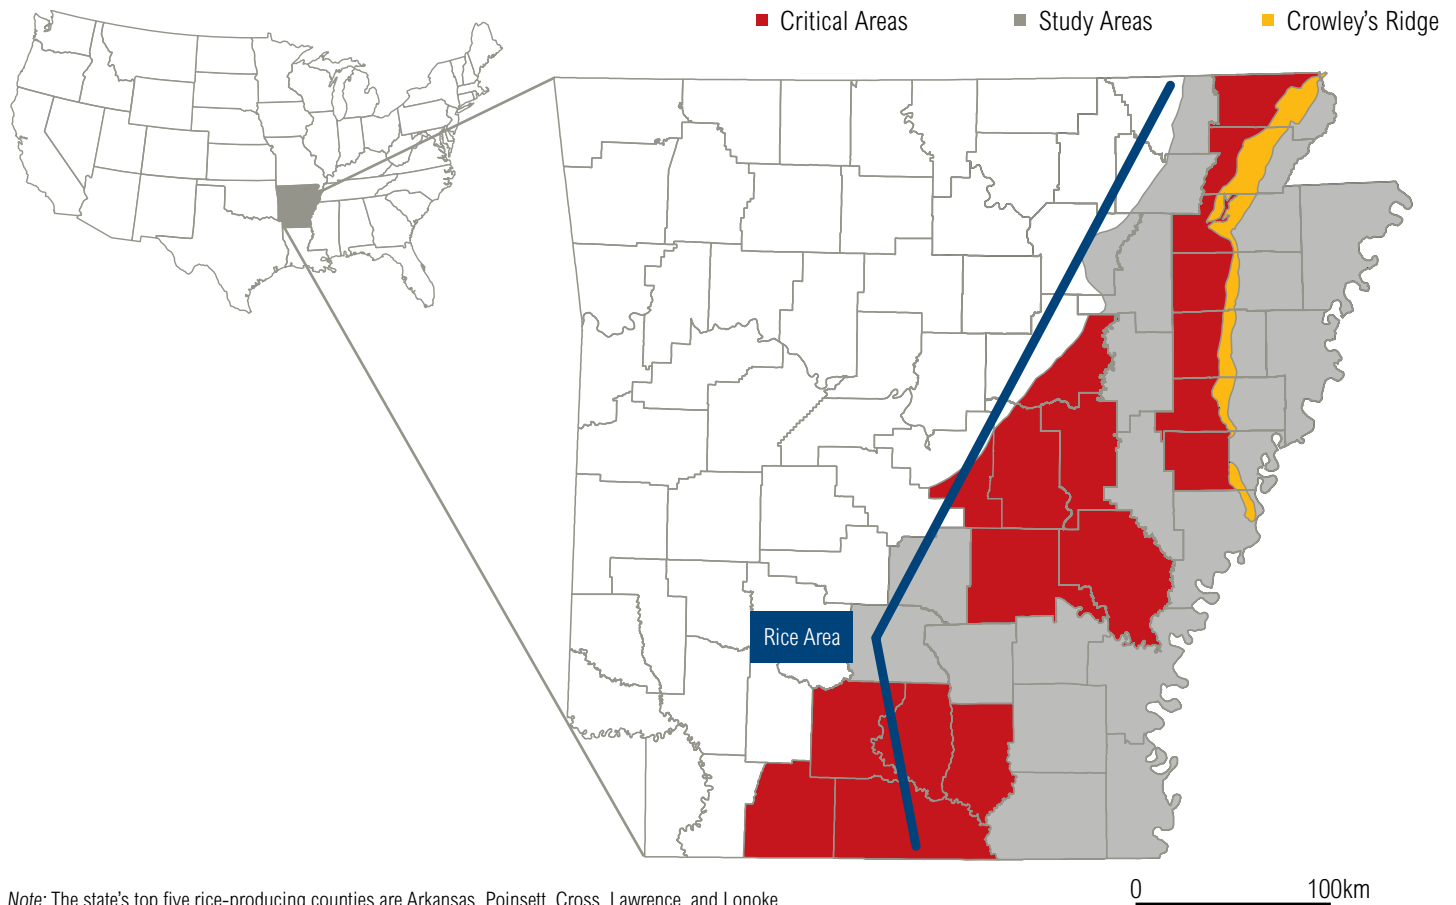 Critical Areas
Study Areas
Crowley’s Ridge
Rice Area
0 100km
Note: The state’s top five rice-producing counties are Arkansas, Poinsett, Cross, Lawrence, and Lonoke